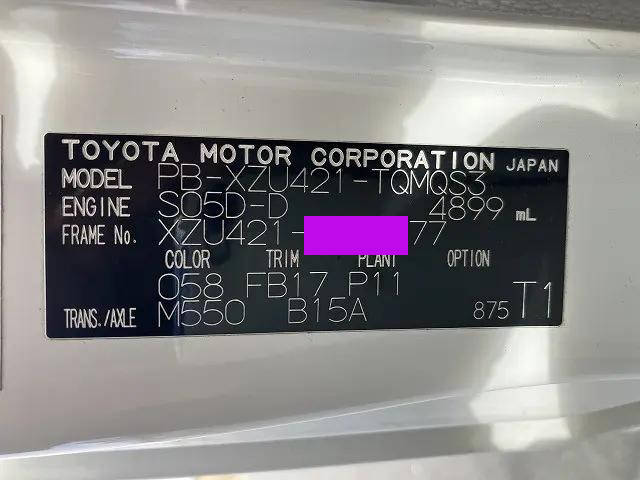 TOYOTA MOTOR CORPORATION JAPAN
MODEL PB-XZU421-TQMQS3
ENGINE S05D-D 4899 mL
FRAME No. XZU421- 77
COLOR TRIM PLANT OPTION
058 FB17 P11
TRANS./AXLE M550 B15A 875 T1